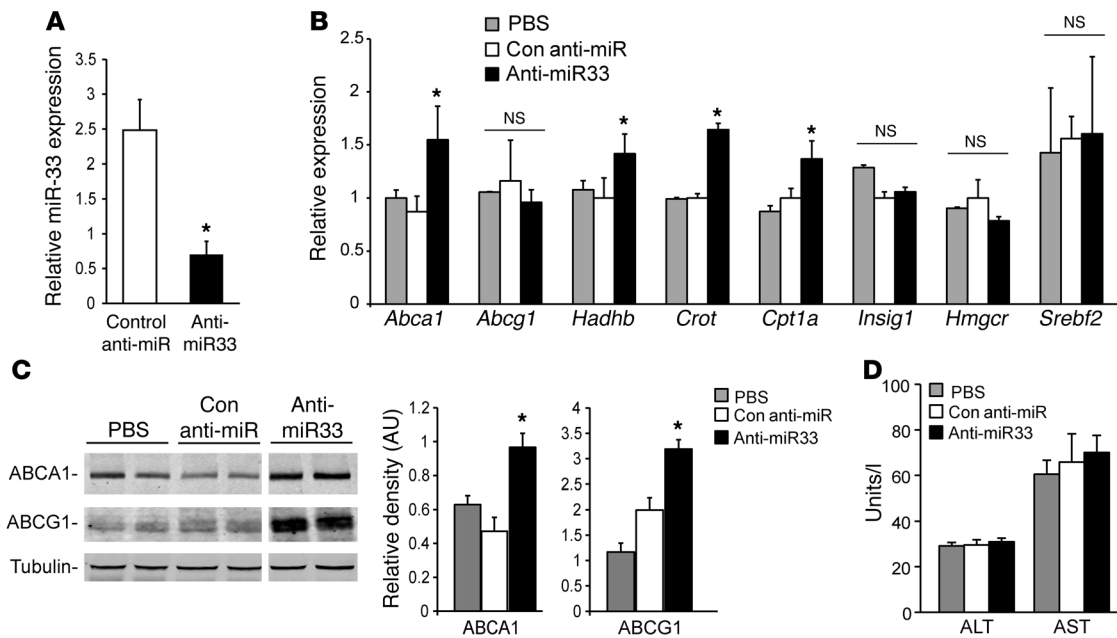 A
Relative miR-33 expression
3.5
3
2.5
2
1.5
1
0.5
0
*
Control
anti-miR
Anti-
miR33
B
PBS
Con anti-miR
Anti-miR33
Relative expression
2.5
2
1.5
1
0.5
0
*
NS
*
*
*
NS
NS
NS
Abca1
Abcg1
Hadhb
Crot
Cpt1a
Insig1
Hmgcr
Srebf2
C
PBS
Con
anti-miR
Anti-
miR33
ABCA1-
ABCG1-
Tubulin-
Relative density (AU)
1.2
1
0.8
0.6
0.4
0.2
0
*
ABCA1
4
3.5
3
2.5
2
1.5
1
0.5
0
*
ABCG1
PBS
Con anti-miR
Anti-miR33
D
Units/l
100
80
60
40
20
0
PBS
Con anti-miR
Anti-miR33
ALT
AST